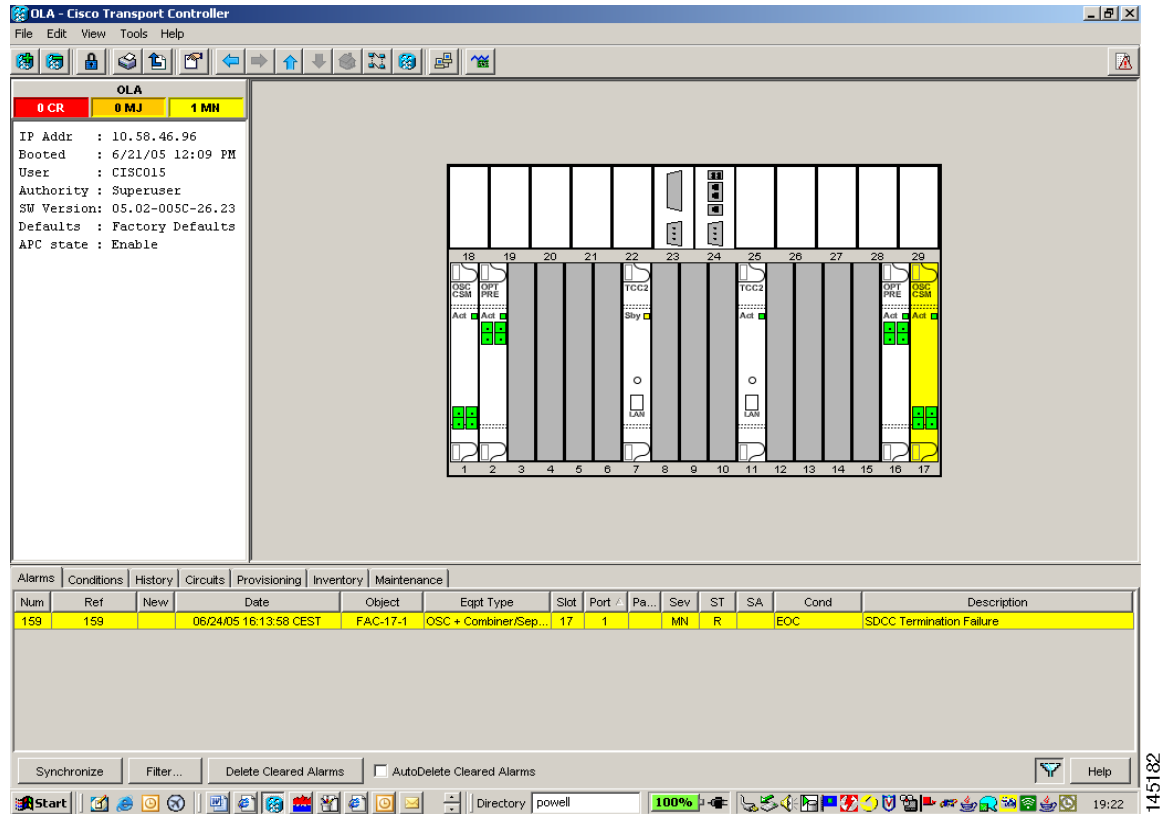 OLA - Cisco Transport Controller
File Edit View Tools Help
OLA
0 CR 0 MJ 1 MN
IP Addr : 10.58.46.96
Booted : 6/21/05 12:09 PM
User : CISCO15
Authority : Superuser
SW Version: 05.02-005C-26.23
Defaults : Factory Defaults
APC state : Enable
18 19 20 21 22 23 24 25 26 27 28 29
OSC CSM OPT PRE TCC2 TCC2 OPT PRE OSC CSM
Act Act Sby Act Act Act
LAN LAN
1 2 3 4 5 6 7 8 9 10 11 12 13 14 15 16 17
Alarms Conditions History Circuits Provisioning Inventory Maintenance
Num Ref New Date Object Eqpt Type Slot Port Pa... Sev ST SA Cond Description
159 159 06/24/05 16:13:58 CEST FAC-17-1 OSC + Combiner/Sep... 17 1 MN R EOC SDCC Termination Failure
Synchronize Filter... Delete Cleared Alarms AutoDelete Cleared Alarms Help
Start Directory powell 100% 19:22
145182